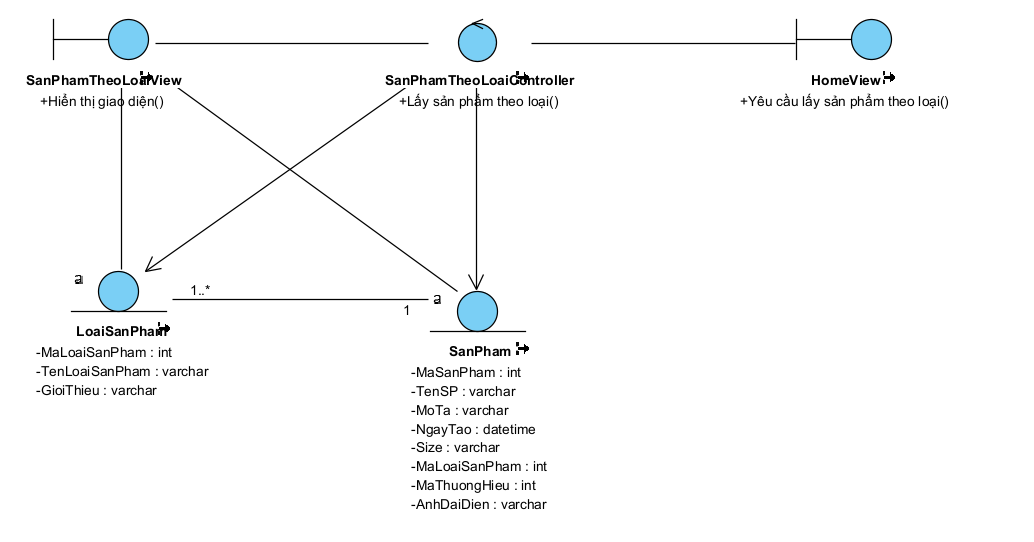 SanPhamTheoLoaiView
+Hiển thị giao diện()
SanPhamTheoLoaiController
+Lấy sản phẩm theo loại()
HomeView
+Yêu cầu lấy sản phẩm theo loại()
a
1..*
1
a
LoaiSanPham
-MaLoaiSanPham : int
-TenLoaiSanPham : varchar
-GioiThieu : varchar
SanPham
-MaSanPham : int
-TenSP : varchar
-MoTa : varchar
-NgayTao : datetime
-Size : varchar
-MaLoaiSanPham : int
-MaThuongHieu : int
-AnhDaiDien : varchar